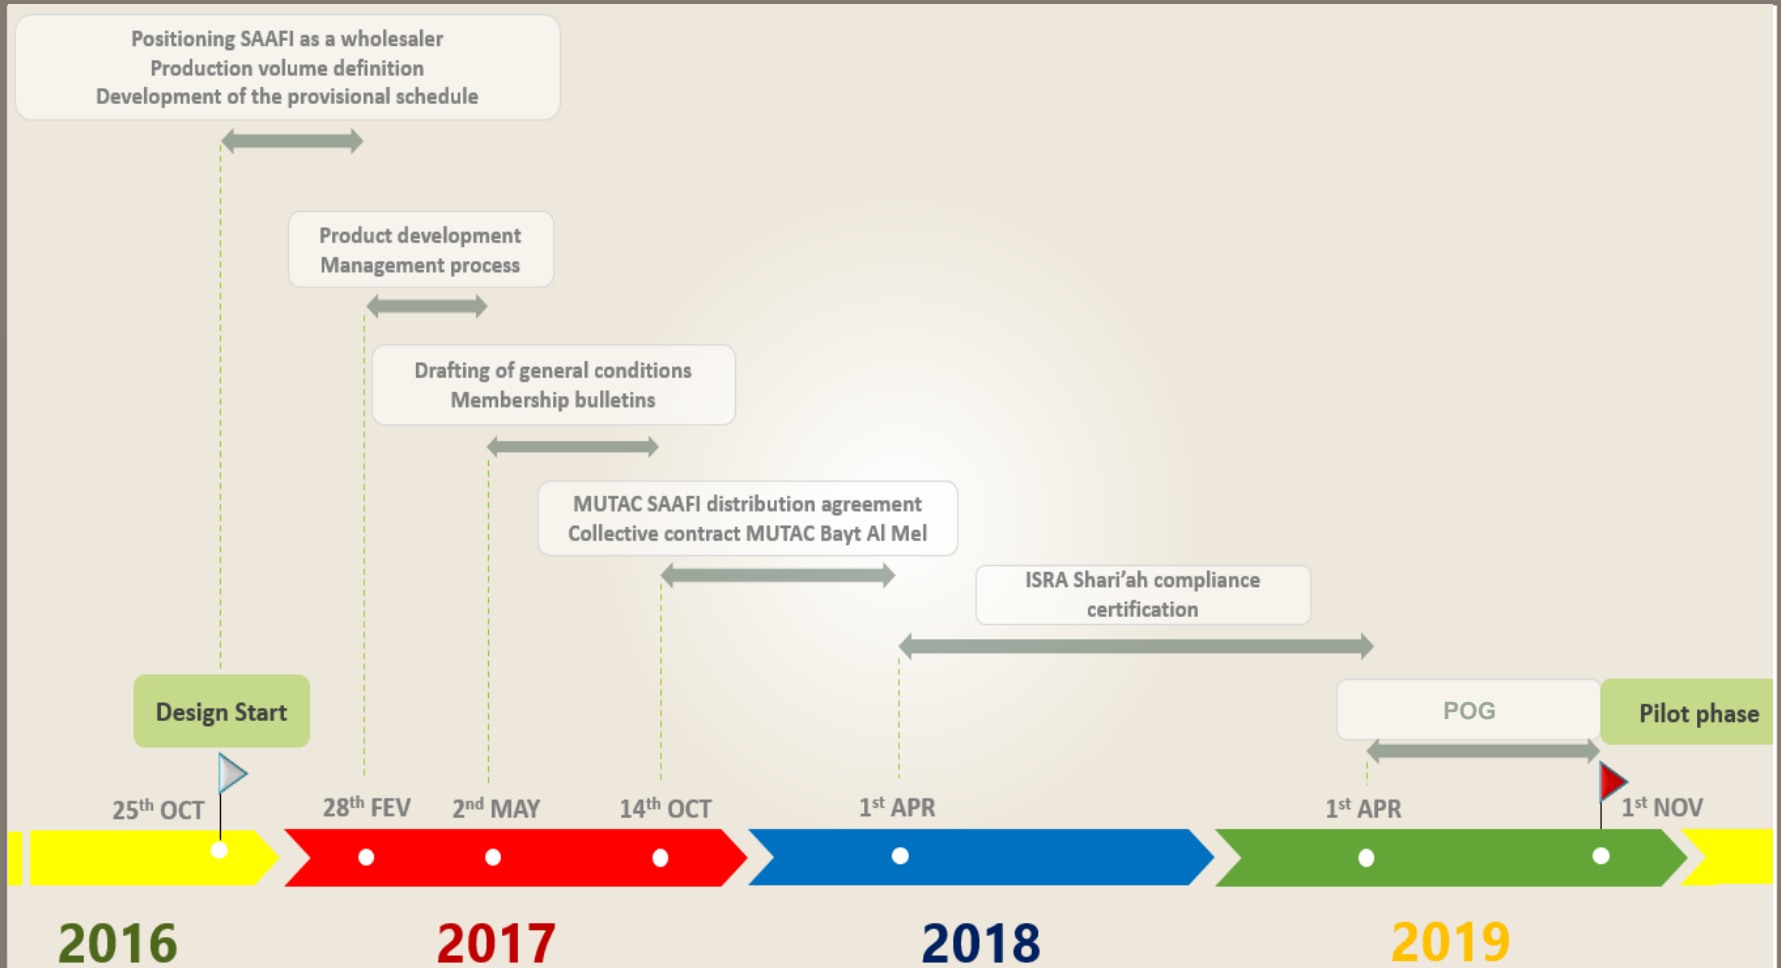 Positioning SAAFI as a wholesaler
Production volume definition
Development of the provisional schedule
Product development
Management process
Drafting of general conditions
Membership bulletins
MUTAC SAAFI distribution agreement
Collective contract MUTAC Bayt Al Mel
ISRA Shari’ah compliance
certification
Design Start
POG
Pilot phase
25th OCT
28th FEV
2nd MAY
14th OCT
1st APR
1st APR
1st NOV
2016
2017
2018
2019